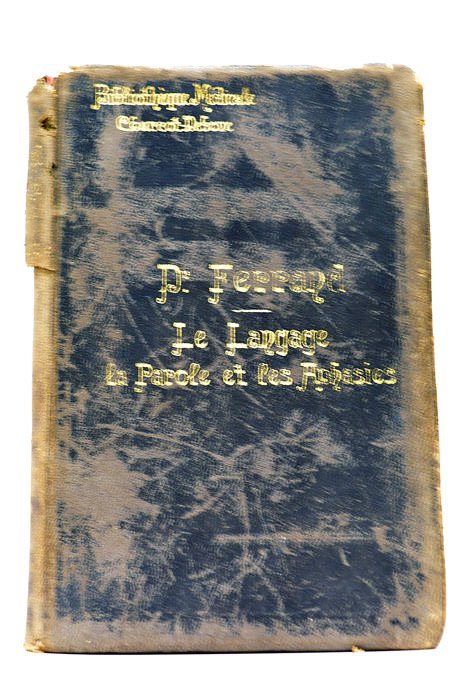 Bibliothèque Médicale
Charcot-Debove
Dr Ferrand
Le Langage
la Parole et les Aphasies